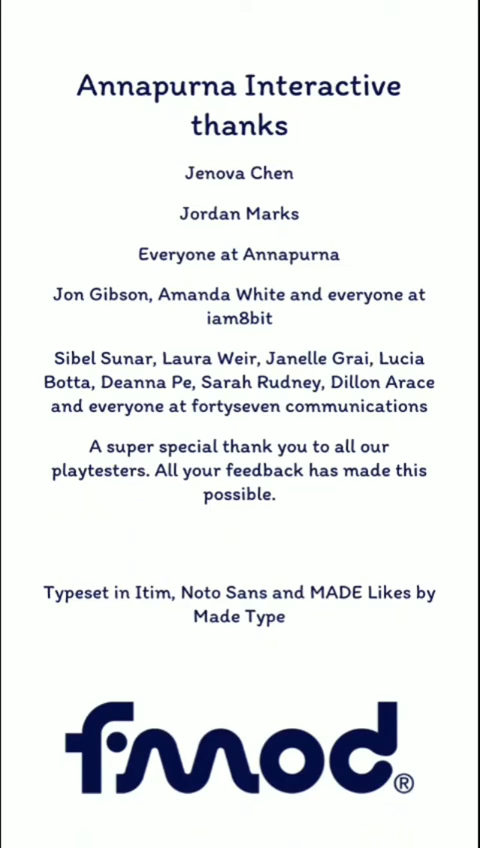 Annapurna Interactive
thanks
Jenova Chen
Jordan Marks
Everyone at Annapurna
Jon Gibson, Amanda White and everyone at
iam8bit
Sibel Sunar, Laura Weir, Janelle Grai, Lucia
Botta, Deanna Pe, Sarah Rudney, Dillon Arace
and everyone at fortyseven communications
A super special thank you to all our
playtesters. All your feedback has made this
possible.
Typeset in Itim, Noto Sans and MADE Likes by
Made Type
fmod®